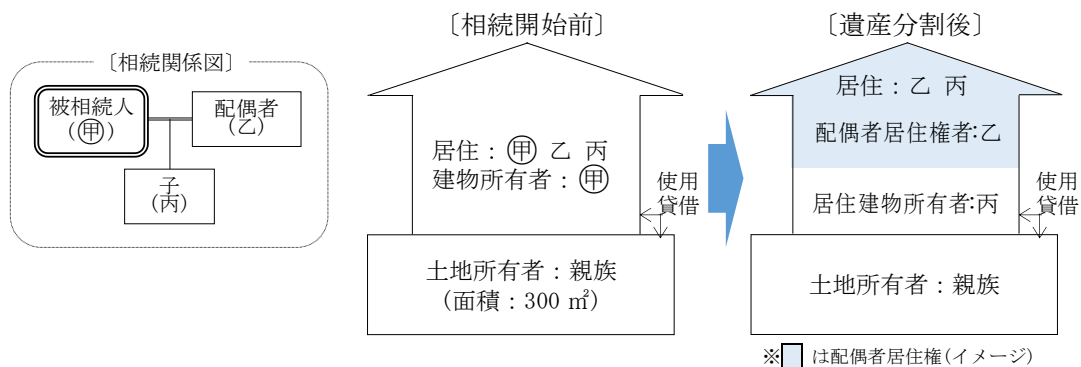 〔相続関係図〕
被相続人
(㊙甲)
配偶者
(乙)
子
(丙)
〔相続開始前〕
居住：甲 乙 丙
建物所有者：甲
使用
貸借
土地所有者：親族
(面積：300 ㎡)
〔遺産分割後〕
居住：乙 丙
配偶者居住権者:乙
居住建物所有者:丙
使用
貸借
土地所有者：親族
※ は配偶者居住権(イメージ)